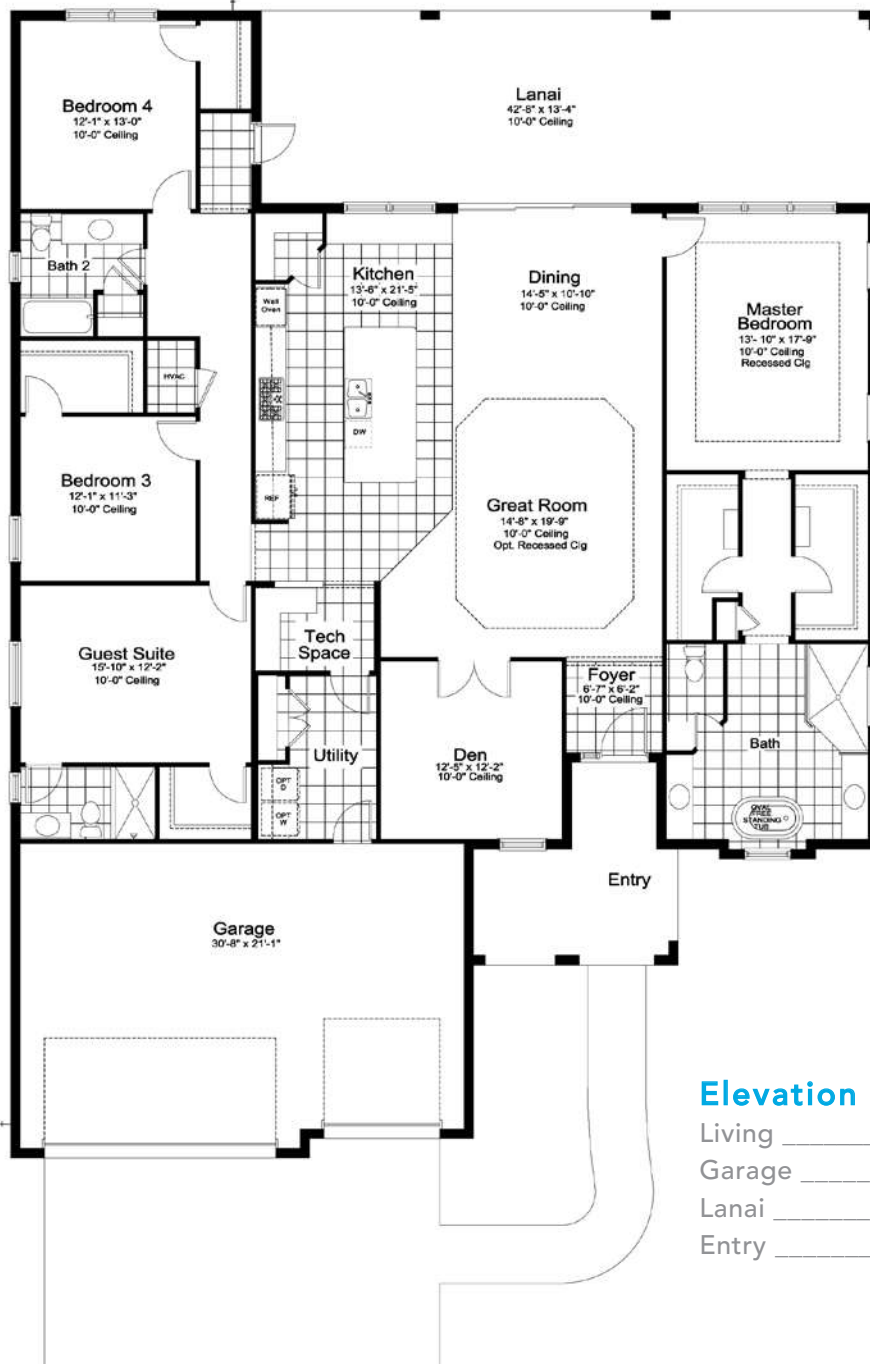 Bedroom 4
12'-1" x 13'-0"
10'-0" Ceiling
Lanai
42'-8" x 13'-4"
10'-0" Ceiling
Bath 2
Kitchen
13'-6" x 21'-5"
10'-0" Ceiling
Dining
14'-5" x 10'-10"
10'-0" Ceiling
Master
Bedroom
13'- 10" x 17'-9"
10'-0" Ceiling
Recessed Clg
Wall
Oven
HVAC
DW
REF
Bedroom 3
12'-1" x 11'-3"
10'-0" Ceiling
Great Room
14'-8" x 19'-9"
10'-0" Ceiling
Opt. Recessed Clg
Guest Suite
15'-10" x 12'-2"
10'-0" Ceiling
Tech
Space
Foyer
6'-7" x 6'-2"
10'-0" Ceiling
Utility
Den
12'-5" x 12'-2"
10'-0" Ceiling
Bath
OPT
D
OPT
W
OVAL
FREE
STANDING
TUB
Entry
Garage
30'-8" x 21'-1"
Elevation
Living ________
Garage ______
Lanai ________
Entry ________